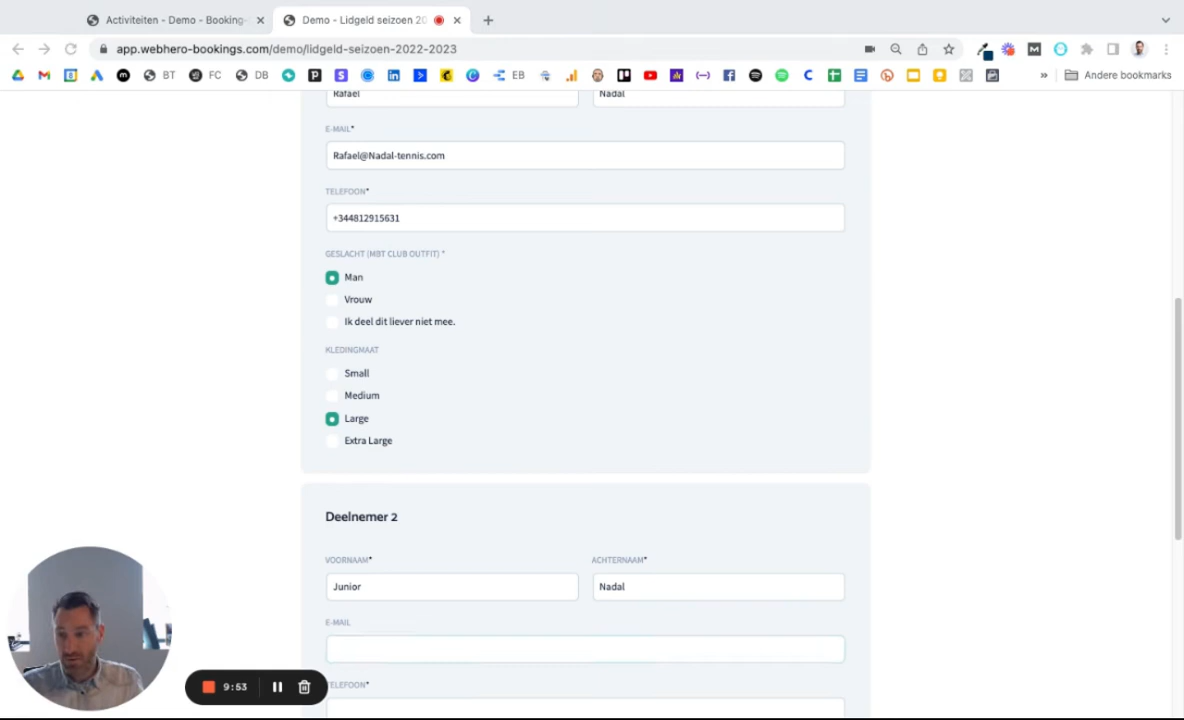 Activiteiten - Demo - Booking-
Demo - Lidgeld seizoen 20
app.webhero-bookings.com/demo/lidgeld-seizoen-2022-2023
BT
FC
DB
EB
»
Andere bookmarks
Rafael
Nadal
E-MAIL*
Rafael@Nadal-tennis.com
TELEFOON*
+344812915631
GESLACHT (MBT CLUB OUTFIT) *
Man
Vrouw
Ik deel dit liever niet mee.
KLEDINGMAAT
Small
Medium
Large
Extra Large
Deelnemer 2
VOORNAAM*
ACHTERNAAM*
Junior
Nadal
E-MAIL
9:53
TELEFOON*